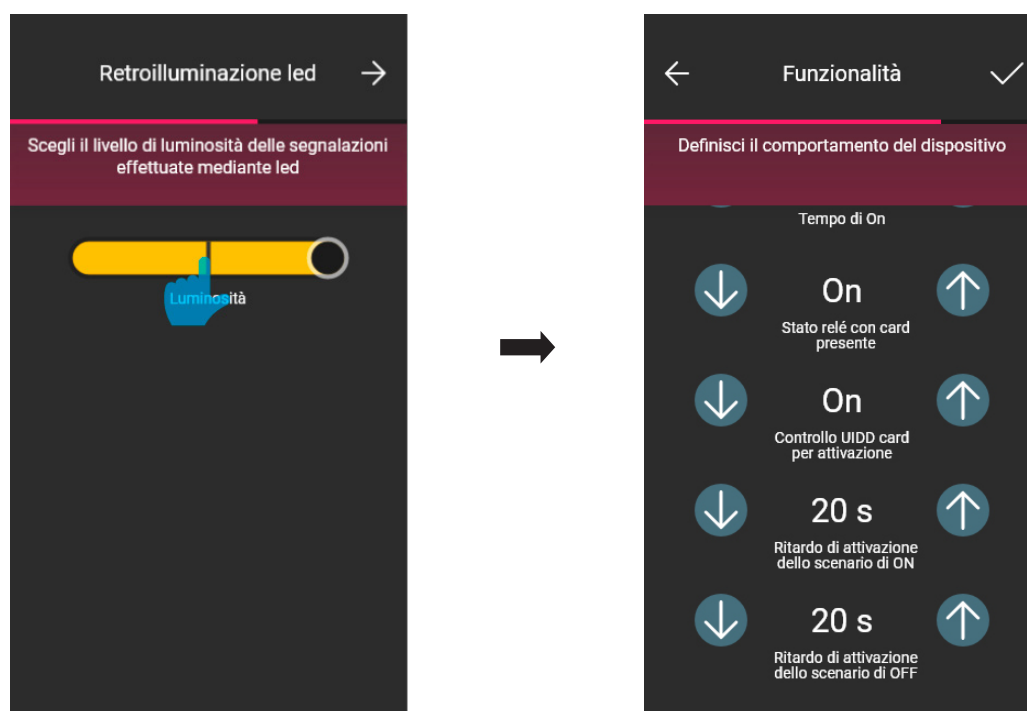 Retroilluminazione led
Scegli il livello di luminosità delle segnalazioni
effettuate mediante led
Luminosità
Funzionalità
Definisci il comportamento del dispositivo
Tempo di On
On
Stato relé con card
presente
On
Controllo UIDD card
per attivazione
20 s
Ritardo di attivazione
dello scenario di ON
20 s
Ritardo di attivazione
dello scenario di OFF